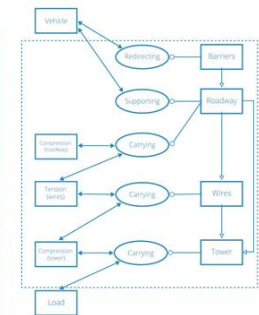 Vehicle
Redirecting
Barriers
Supporting
Roadway
Compression
(roadway)
Carrying
Tension
(wires)
Carrying
Wires
Compression
(tower)
Carrying
Tower
Load